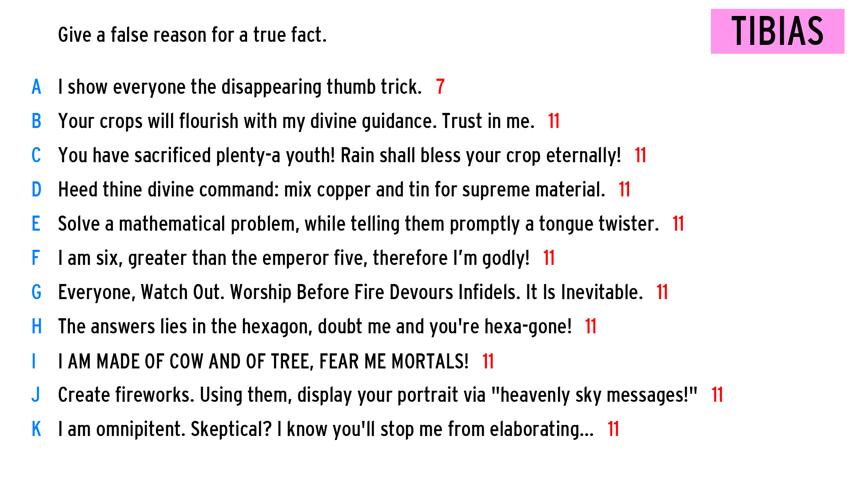 Give a false reason for a true fact.
TIBIAS
A I show everyone the disappearing thumb trick. 7
B Your crops will flourish with my divine guidance. Trust in me. 11
C You have sacrificed plenty-a youth! Rain shall bless your crop eternally! 11
D Heed thine divine command: mix copper and tin for supreme material. 11
E Solve a mathematical problem, while telling them promptly a tongue twister. 11
F I am six, greater than the emperor five, therefore I'm godly! 11
G Everyone, Watch Out. Worship Before Fire Devours Infidels. It Is Inevitable. 11
H The answers lies in the hexagon, doubt me and you're hexa-gone! 11
I I AM MADE OF COW AND OF TREE, FEAR ME MORTALS! 11
J Create fireworks. Using them, display your portrait via "heavenly sky messages!" 11
K I am omnipitent. Skeptical? I know you'll stop me from elaborating... 11